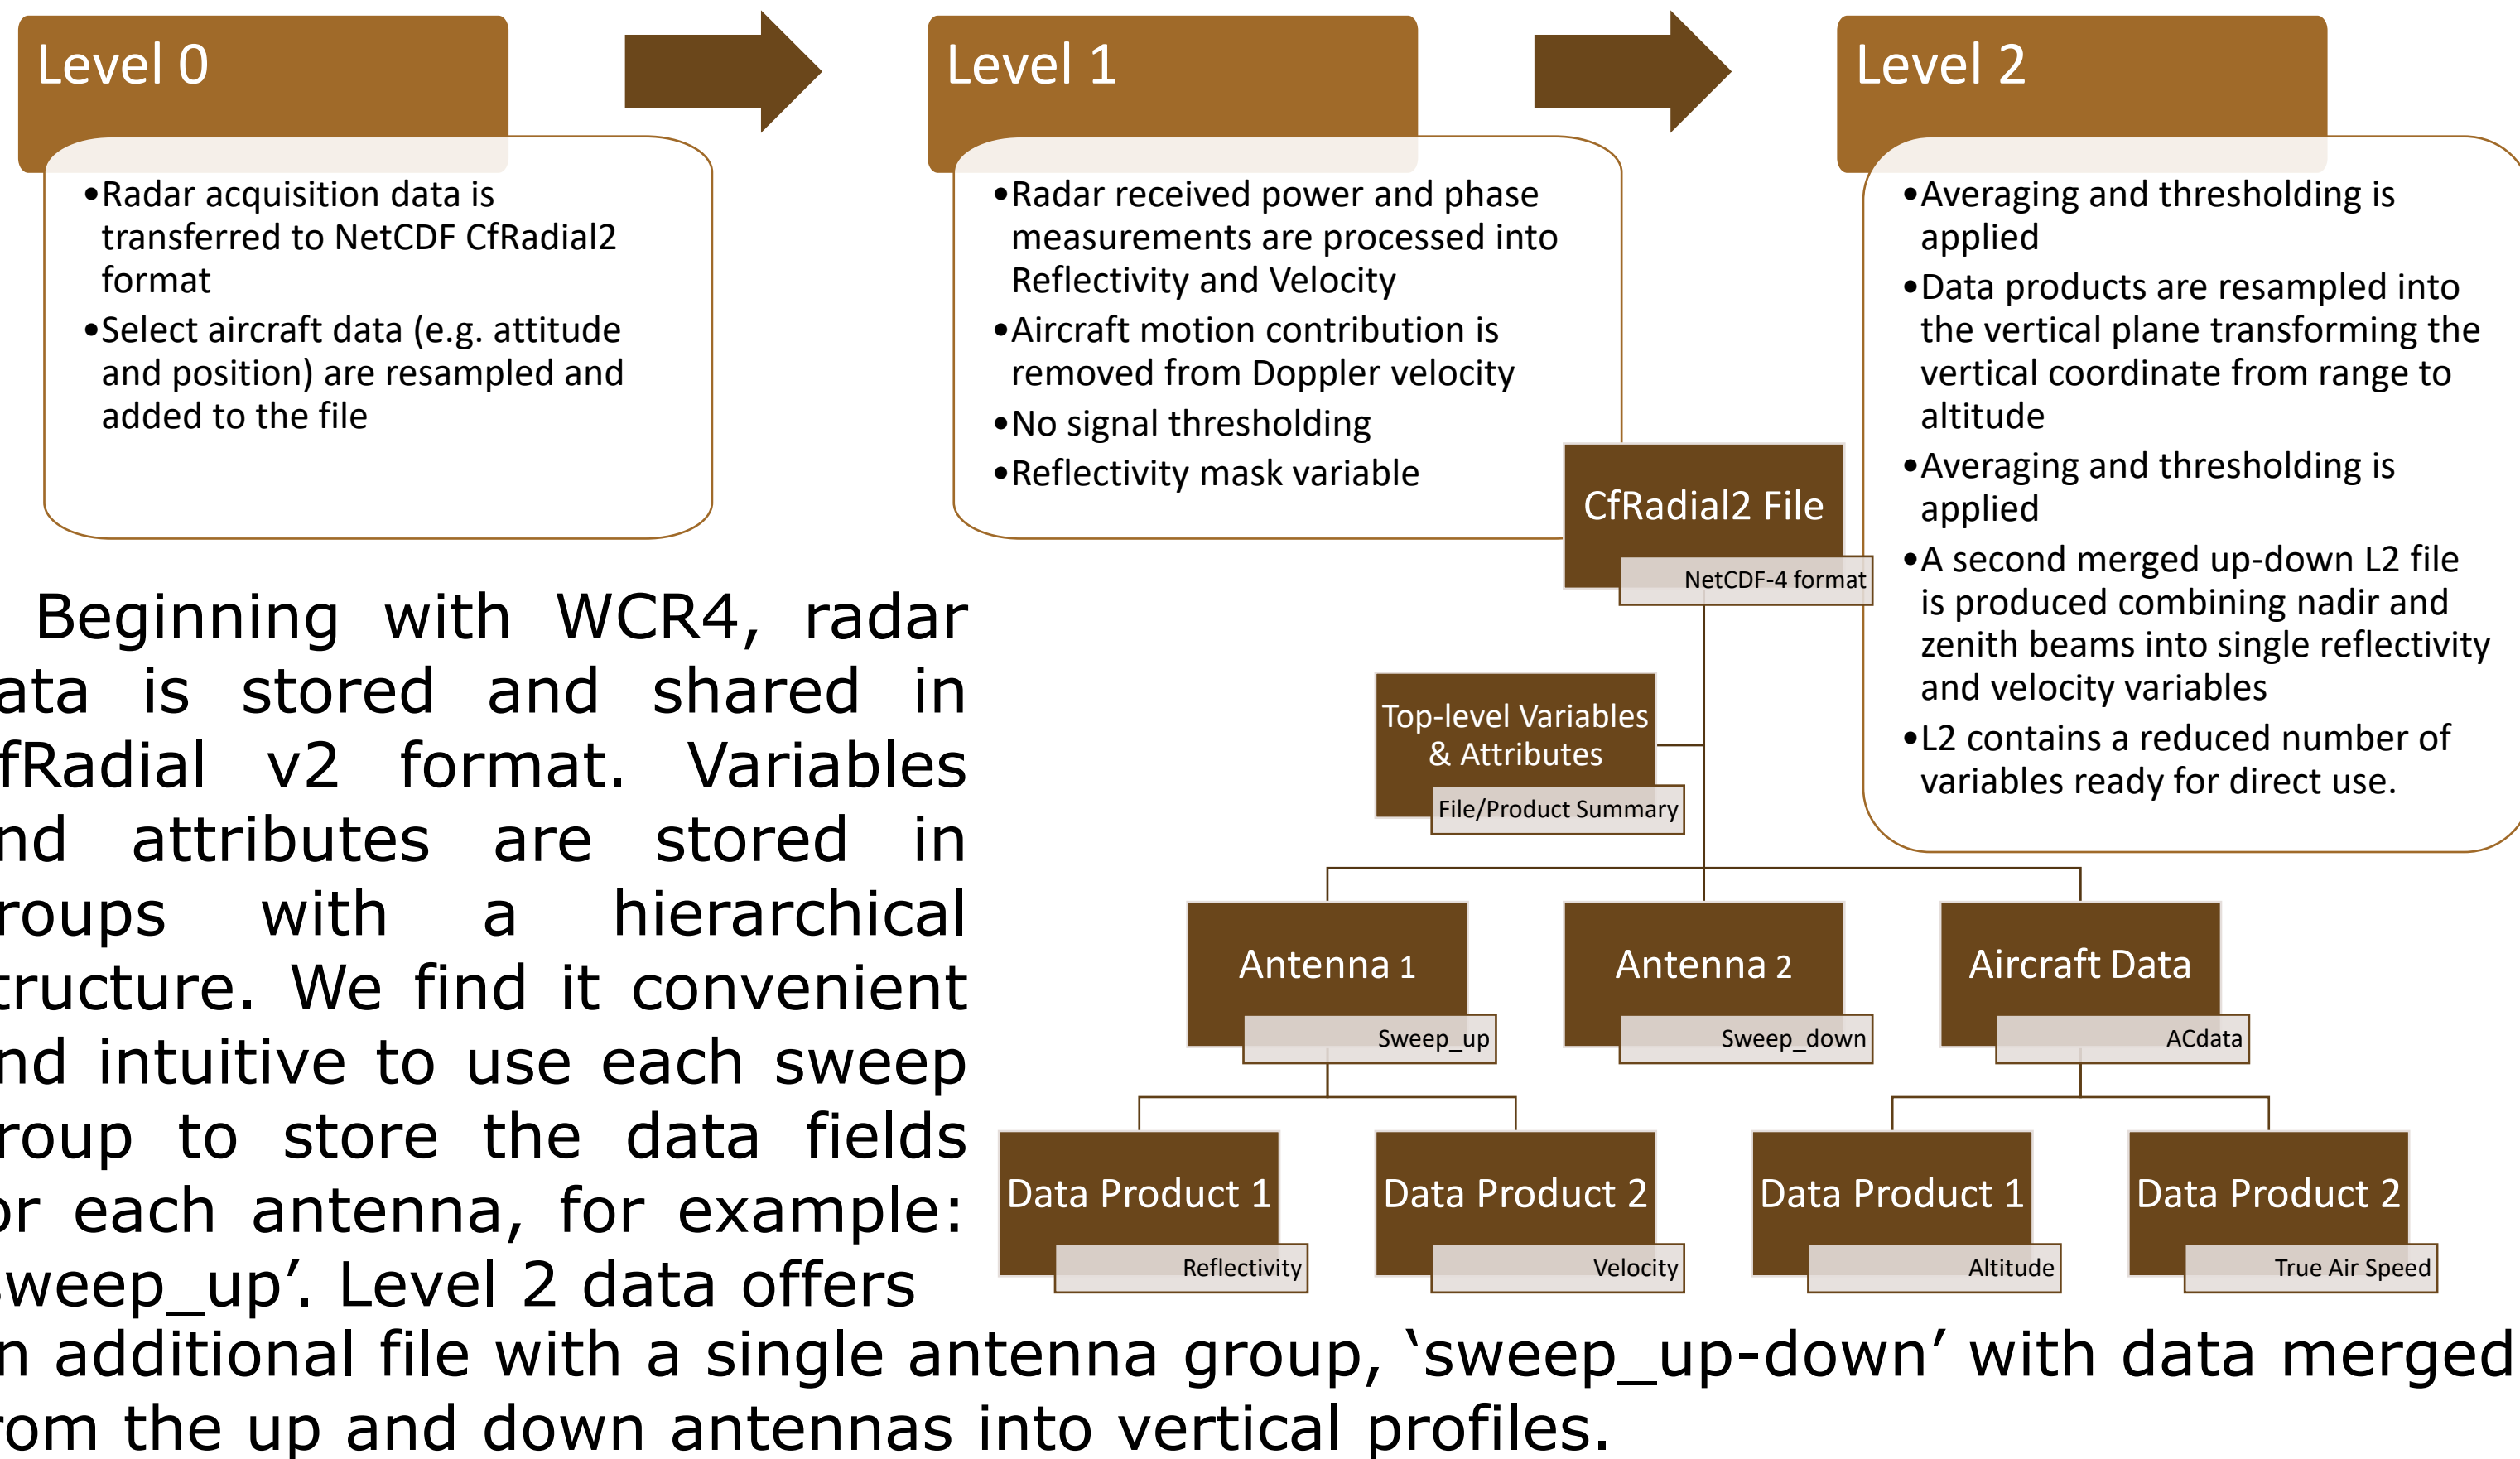 Level 0
•Radar acquisition data is
transferred to NetCDF CfRadial2
format
•Select aircraft data (e.g. attitude
and position) are resampled and
added to the file
Level 1
•Radar received power and phase
measurements are processed into
Reflectivity and Velocity
•Aircraft motion contribution is
removed from Doppler velocity
•No signal thresholding
•Reflectivity mask variable
Level 2
•Averaging and thresholding is
applied
•Data products are resampled into
the vertical plane transforming the
vertical coordinate from range to
altitude
•Averaging and thresholding is
applied
•A second merged up-down L2 file
is produced combining nadir and
zenith beams into single reflectivity
and velocity variables
•L2 contains a reduced number of
variables ready for direct use.
Beginning with WCR4, radar
ata is stored and shared in
fRadial v2 format. Variables
nd attributes are stored in
roups with a hierarchical
tructure. We find it convenient
nd intuitive to use each sweep
roup to store the data fields
or each antenna, for example:
sweep_up’. Level 2 data offers
n additional file with a single antenna group, ‘sweep_up-down’ with data merged
rom the up and down antennas into vertical profiles.
CfRadial2 File
NetCDF-4 format
Top-level Variables
& Attributes
File/Product Summary
Antenna 1
Sweep_up
Antenna 2
Sweep_down
Aircraft Data
ACdata
Data Product 1
Reflectivity
Data Product 2
Velocity
Data Product 1
Altitude
Data Product 2
True Air Speed